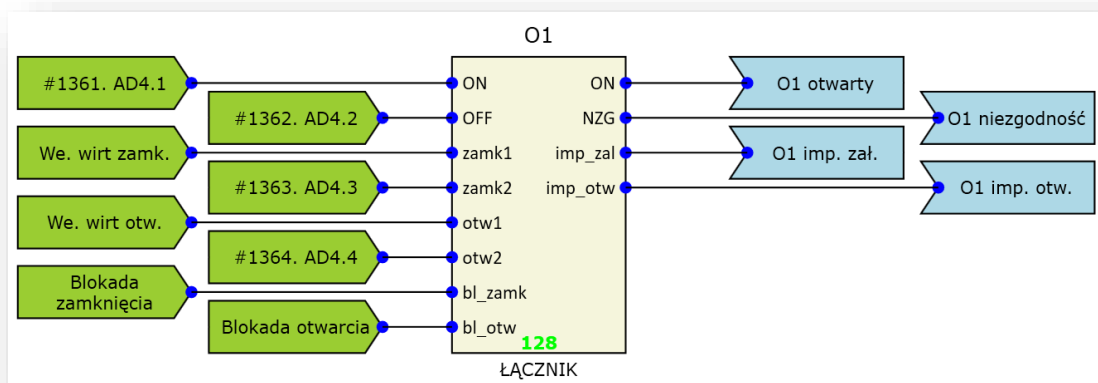 O1
#1361. AD4.1
ON
ON
O1 otwarty
#1362. AD4.2
OFF
NZG
O1 niezgodność
We. wirt zamk.
zamk1
imp_zal
O1 imp. zał.
#1363. AD4.3
zamk2
imp_otw
O1 imp. otw.
We. wirt otw.
otw1
#1364. AD4.4
otw2
Blokada
zamknięcia
bl_zamk
Blokada otwarcia
bl_otw
128
ŁĄCZNIK